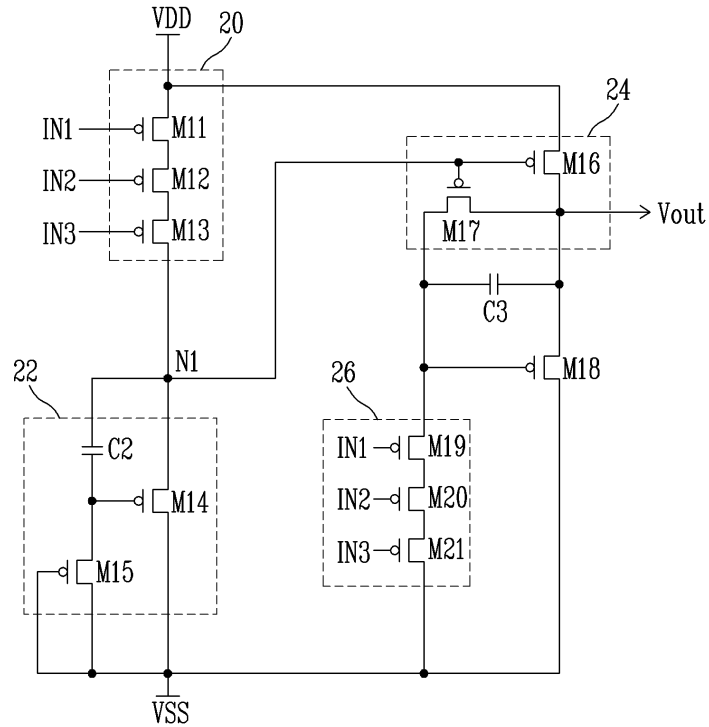 VDD
20
24
IN1
M11
M16
IN2
M12
IN3
M13
M17
Vout
C3
N1
22
26
M18
C2
IN1
M19
M14
IN2
M20
M15
IN3
M21
VSS